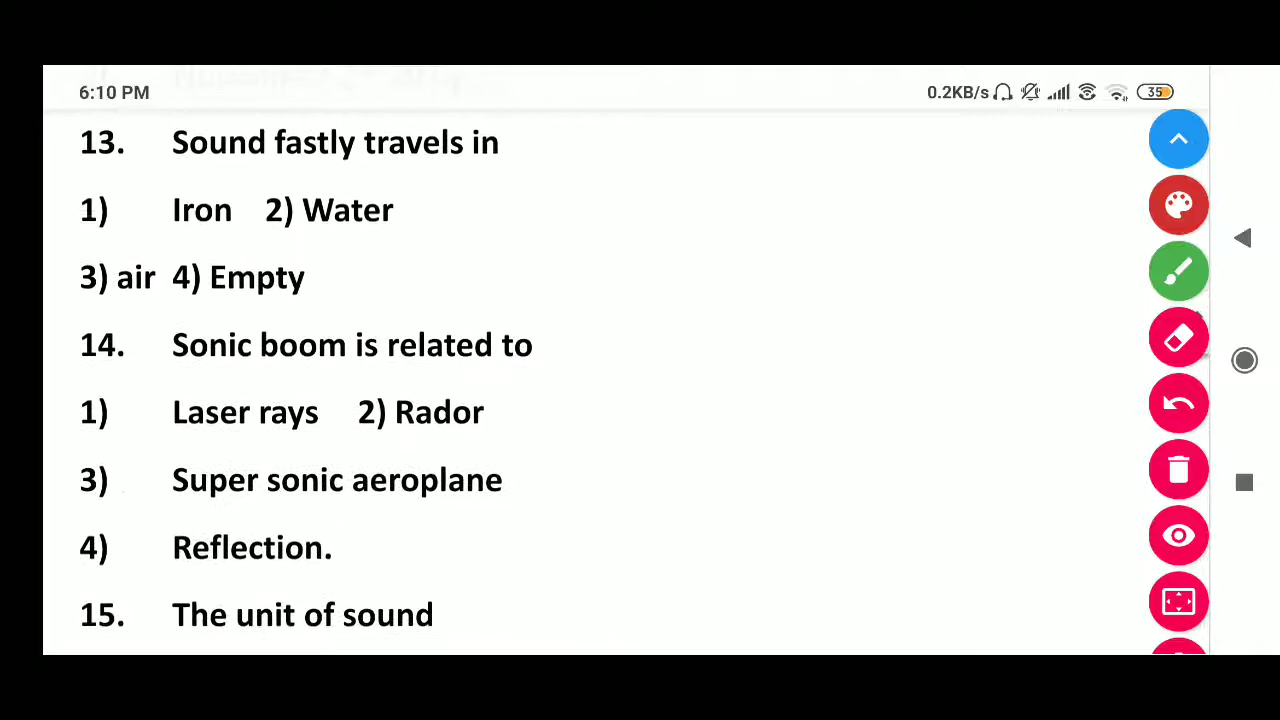 6:10 PM 0.2KB/s 35
13. Sound fastly travels in
1) Iron 2) Water
3) air 4) Empty
14. Sonic boom is related to
1) Laser rays 2) Rador
3) Super sonic aeroplane
4) Reflection.
15. The unit of sound